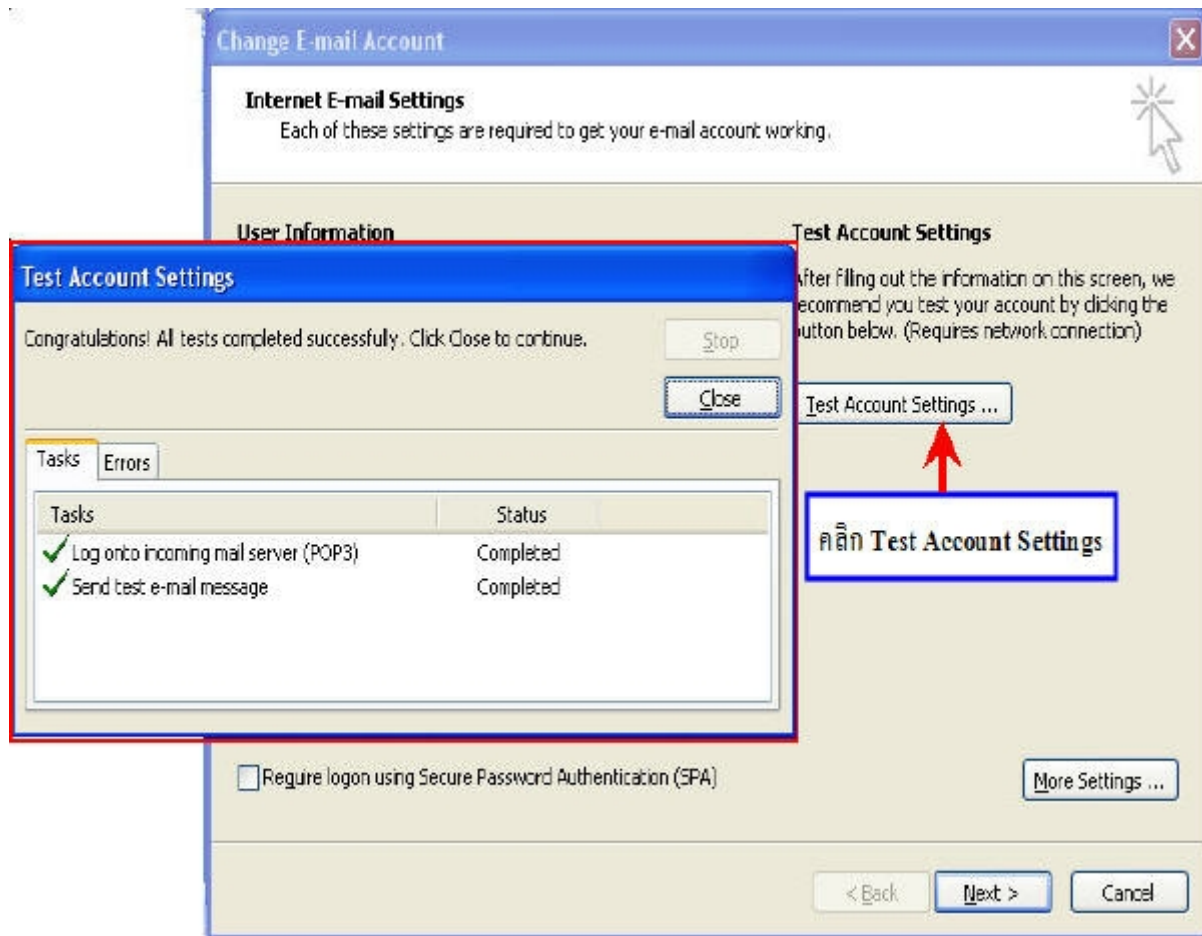 Change E-mail Account
Internet E-mail Settings
Each of these settings are required to get your e-mail account working.
User Information
Test Account Settings
After filling out the information on this screen, we
recommend you test your account by clicking the
button below. (Requires network connection)
Test Account Settings ...
คลิก Test Account Settings
Test Account Settings
Congratulations! All tests completed successfully. Click Close to continue.
Stop
Close
Tasks Errors
Tasks Status
Log onto incoming mail server (POP3) Completed
Send test e-mail message Completed
Require logon using Secure Password Authentication (SPA)
More Settings ...
< Back Next > Cancel